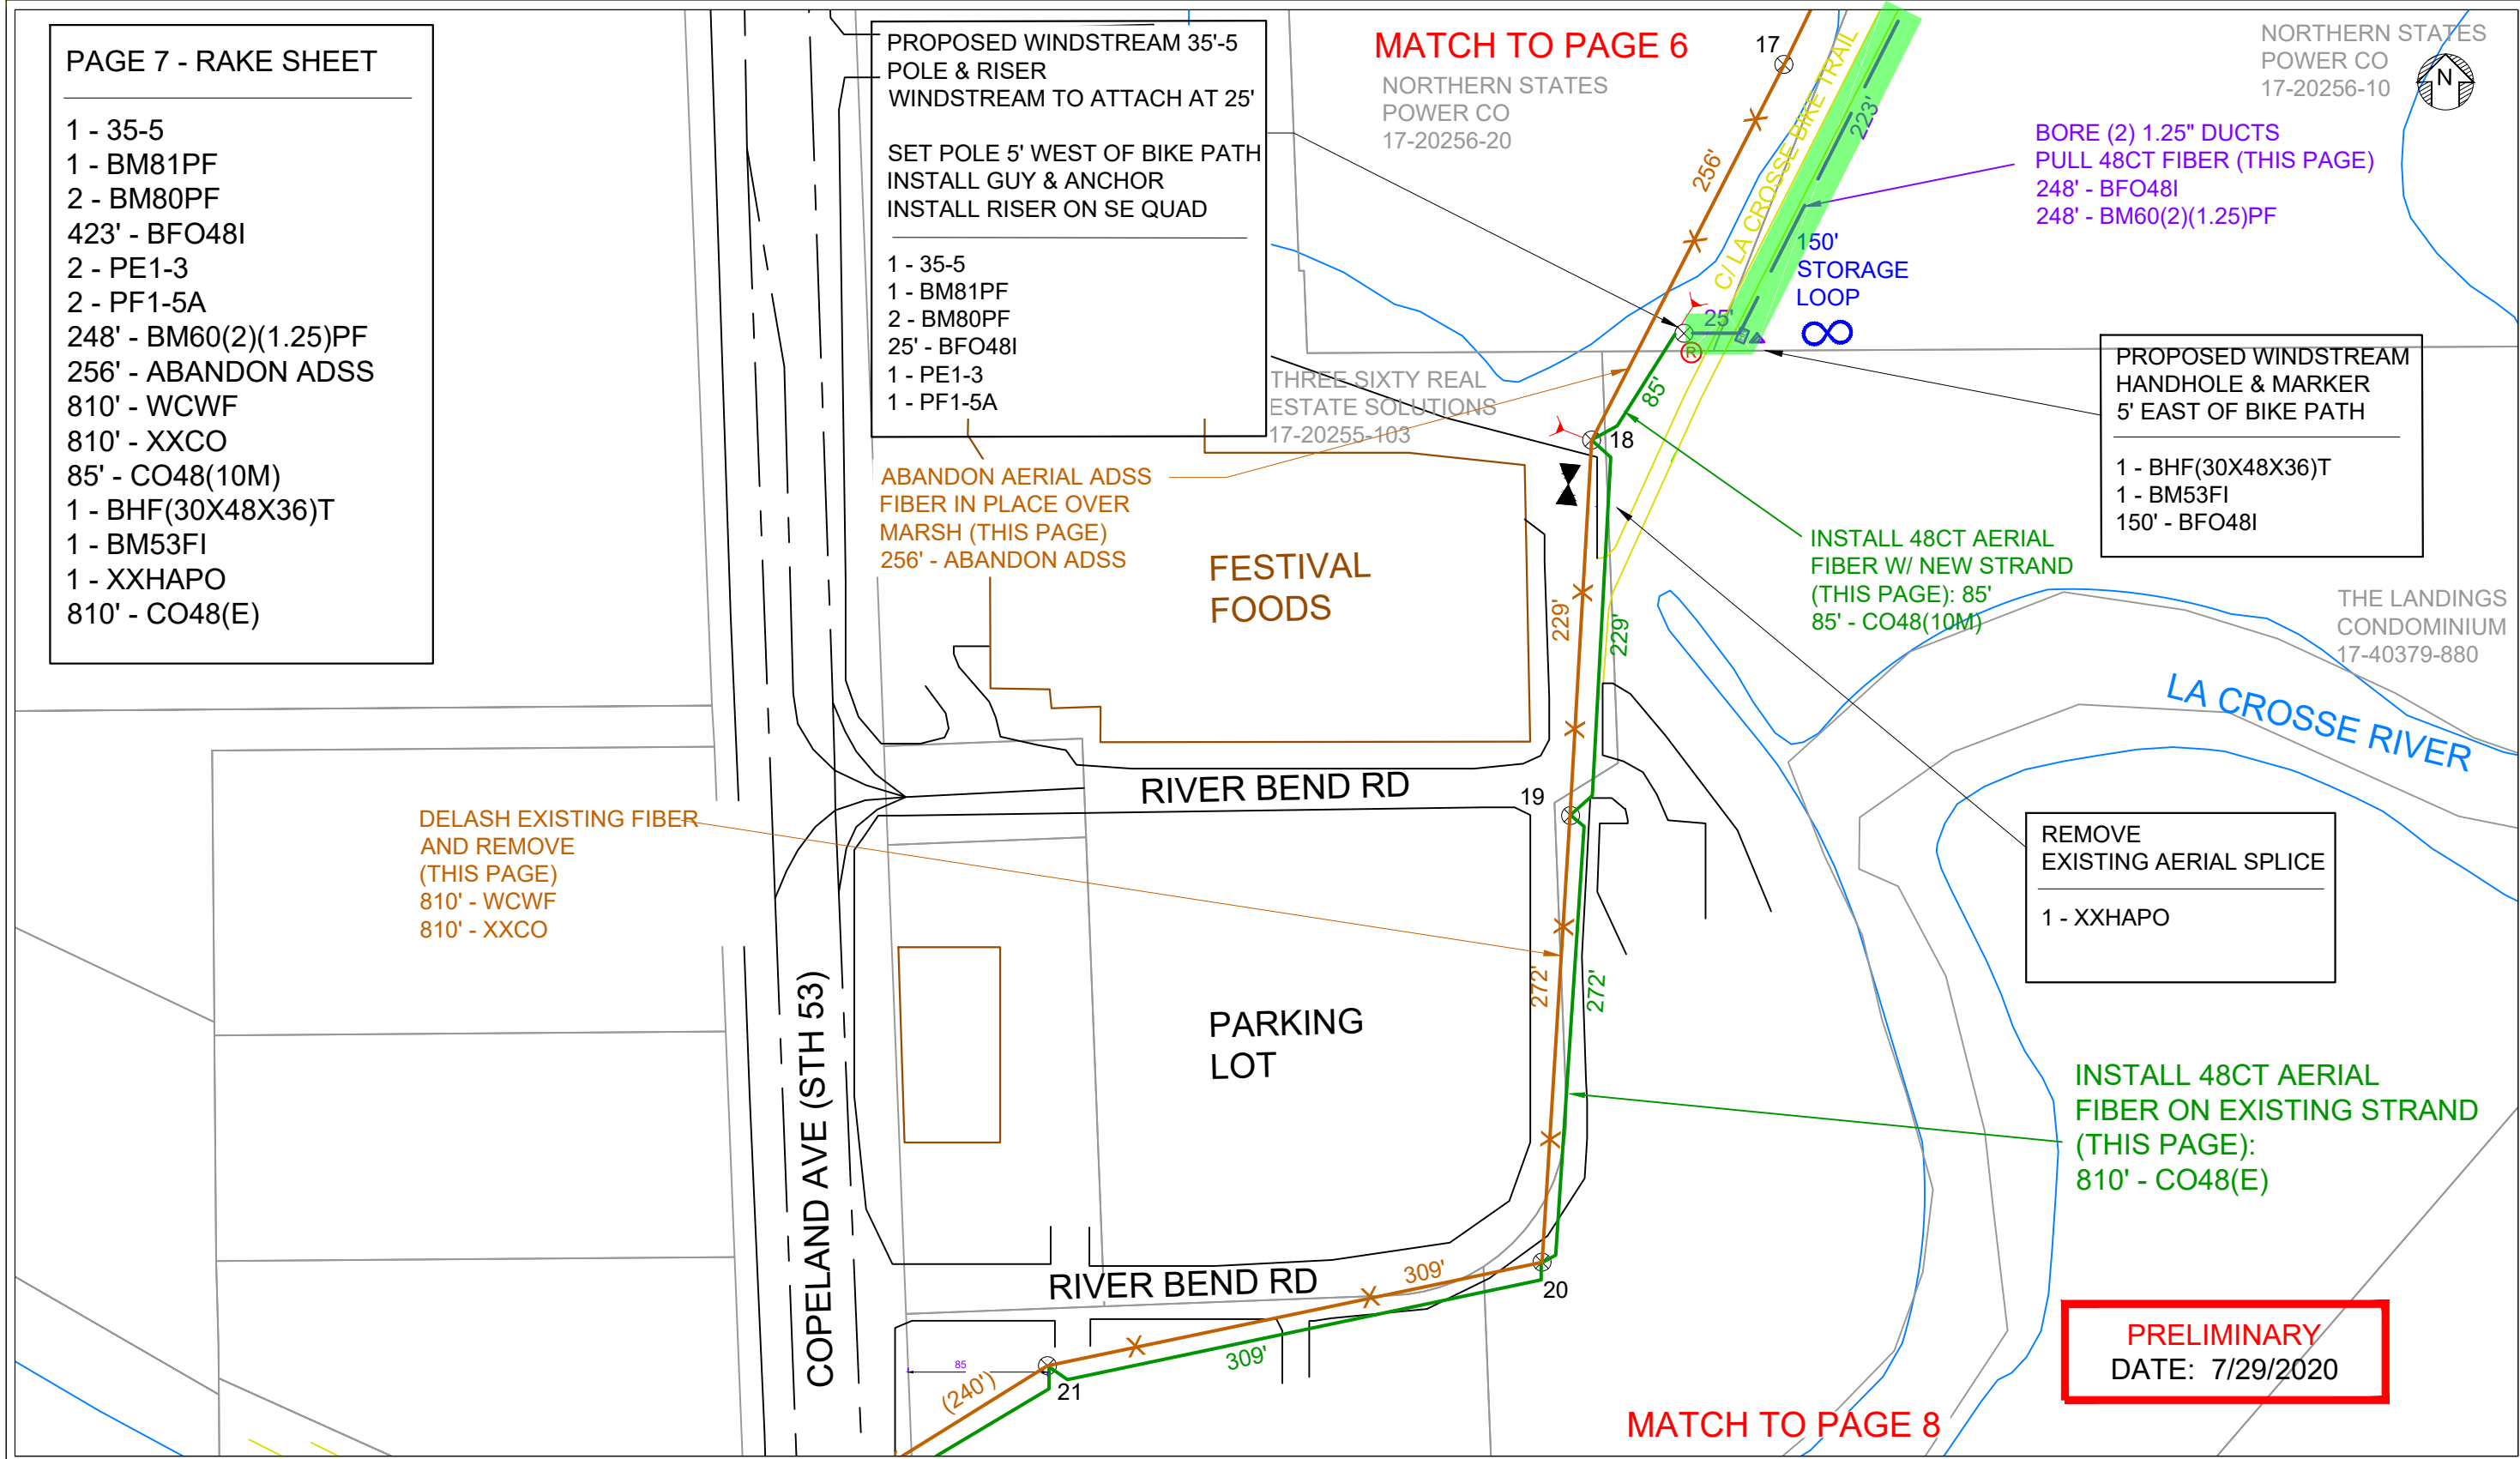 PAGE 7 - RAKE SHEET
1 - 35-5
1 - BM81PF
2 - BM80PF
423' - BFO48I
2 - PE1-3
2 - PF1-5A
248' - BM60(2)(1.25)PF
256' - ABANDON ADSS
810' - WCWF
810' - XXCO
85' - CO48(10M)
1 - BHF(30X48X36)T
1 - BM53FI
1 - XXHAPO
810' - CO48(E)
PROPOSED WINDSTREAM 35'-5
POLE & RISER
WINDSTREAM TO ATTACH AT 25'
SET POLE 5' WEST OF BIKE PATH
INSTALL GUY & ANCHOR
INSTALL RISER ON SE QUAD
1 - 35-5
1 - BM81PF
2 - BM80PF
25' - BFO48I
1 - PE1-3
1 - PF1-5A
MATCH TO PAGE 6
NORTHERN STATES
POWER CO
17-20256-20
17
256'
C/ LA CROSSE BIKE TRAIL
223'
NORTHERN STATES
POWER CO
17-20256-10
N
BORE (2) 1.25" DUCTS
PULL 48CT FIBER (THIS PAGE)
248' - BFO48I
248' - BM60(2)(1.25)PF
150'
STORAGE
LOOP
25'
R
PROPOSED WINDSTREAM
HANDHOLE & MARKER
5' EAST OF BIKE PATH
1 - BHF(30X48X36)T
1 - BM53FI
150' - BFO48I
THREE SIXTY REAL
ESTATE SOLUTIONS
17-20255-103
85'
18
ABANDON AERIAL ADSS
FIBER IN PLACE OVER
MARSH (THIS PAGE)
256' - ABANDON ADSS
FESTIVAL
FOODS
INSTALL 48CT AERIAL
FIBER W/ NEW STRAND
(THIS PAGE): 85'
85' - CO48(10M)
229'
229'
THE LANDINGS
CONDOMINIUM
17-40379-880
LA CROSSE RIVER
RIVER BEND RD
19
DELASH EXISTING FIBER
AND REMOVE
(THIS PAGE)
810' - WCWF
810' - XXCO
REMOVE
EXISTING AERIAL SPLICE
1 - XXHAPO
272'
272'
COPELAND AVE (STH 53)
PARKING
LOT
INSTALL 48CT AERIAL
FIBER ON EXISTING STRAND
(THIS PAGE):
810' - CO48(E)
RIVER BEND RD
309'
20
309'
85
21
(240')
PRELIMINARY
DATE: 7/29/2020
MATCH TO PAGE 8